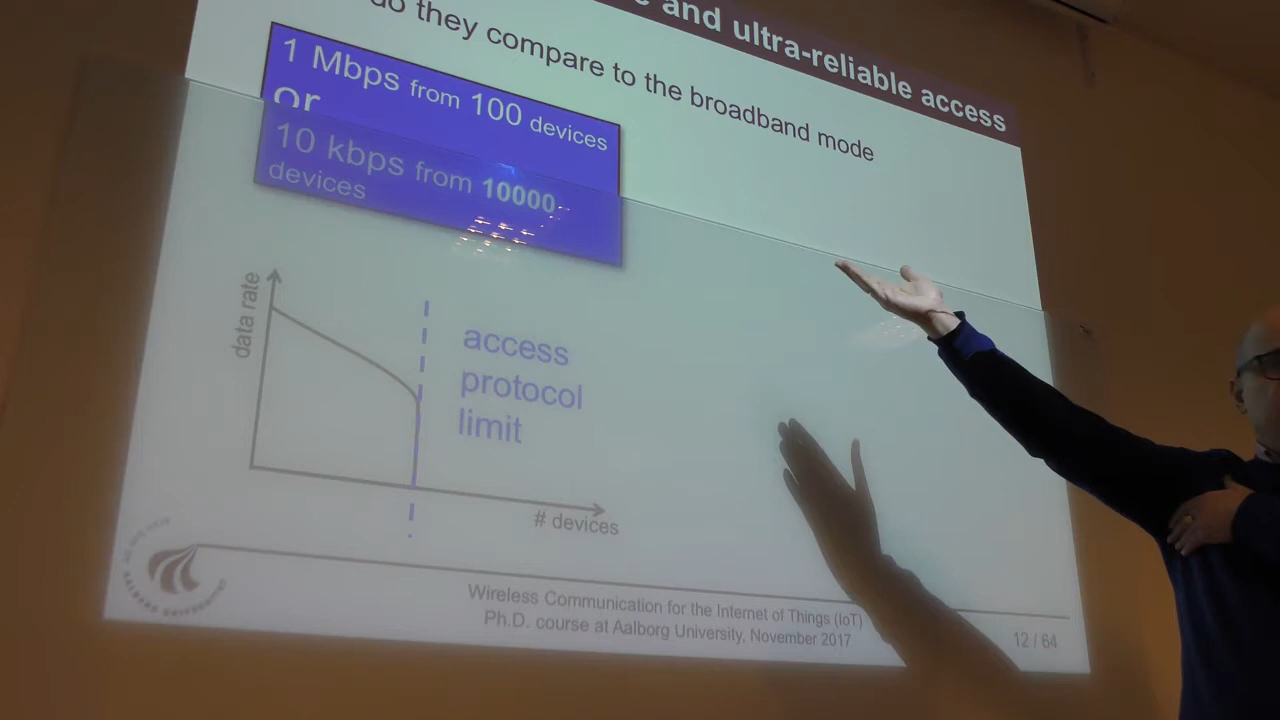 and ultra-reliable access
do they compare to the broadband mode
1 Mbps from 100 devices
or
10 kbps from 10000
devices
data rate
access
protocol
limit
# devices
Wireless Communication for the Internet of Things (IoT)
Ph.D. course at Aalborg University, November 2017
12 / 64